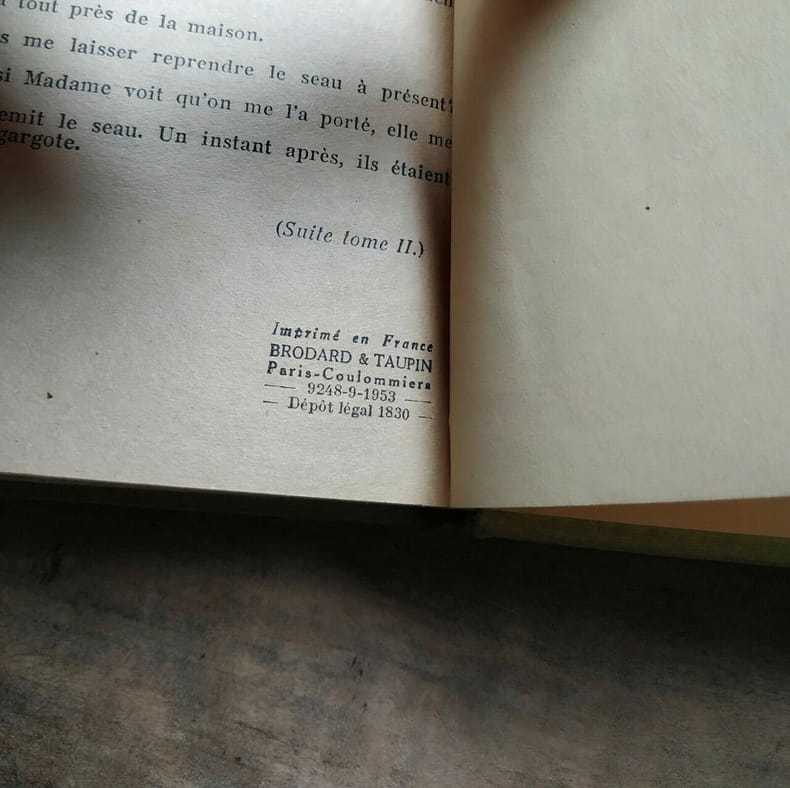 tout près de la maison.
me laisser reprendre le seau à présent?
si Madame voit qu'on me l'a porté, elle me
le seau. Un instant après, ils étaient
gargote.
(Suite tome II.)
Imprimé en France
BRODARD & TAUPIN
Paris-Coulommiers
— 9248-9-1953 —
— Dépôt légal 1830 —